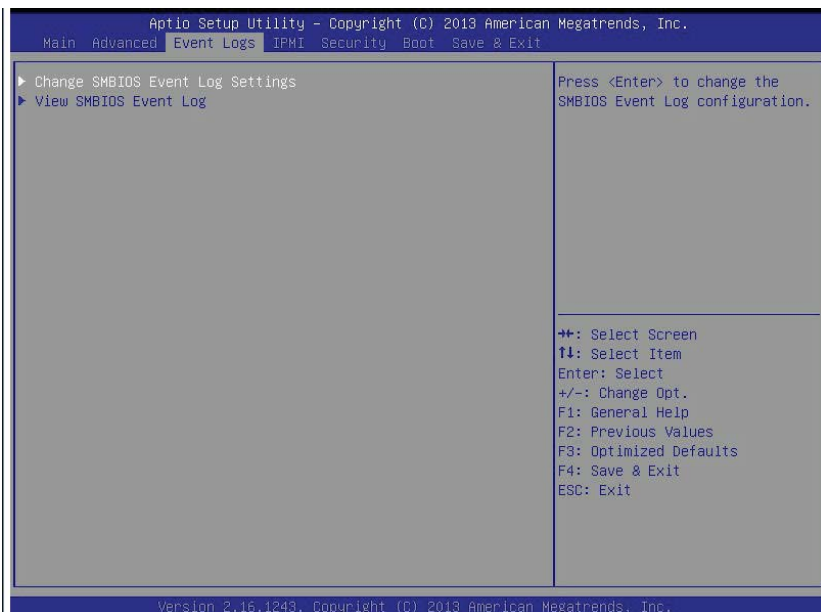 Aptio Setup Utility – Copyright (C) 2013 American Megatrends, Inc.
Main Advanced Event Logs IPMI Security Boot Save & Exit
▶ Change SMBIOS Event Log Settings
▶ View SMBIOS Event Log
Press <Enter> to change the
SMBIOS Event Log configuration.
→←: Select Screen
↑↓: Select Item
Enter: Select
+/-: Change Opt.
F1: General Help
F2: Previous Values
F3: Optimized Defaults
F4: Save & Exit
ESC: Exit
Version 2.16.1243. Copyright (C) 2013 American Megatrends, Inc.